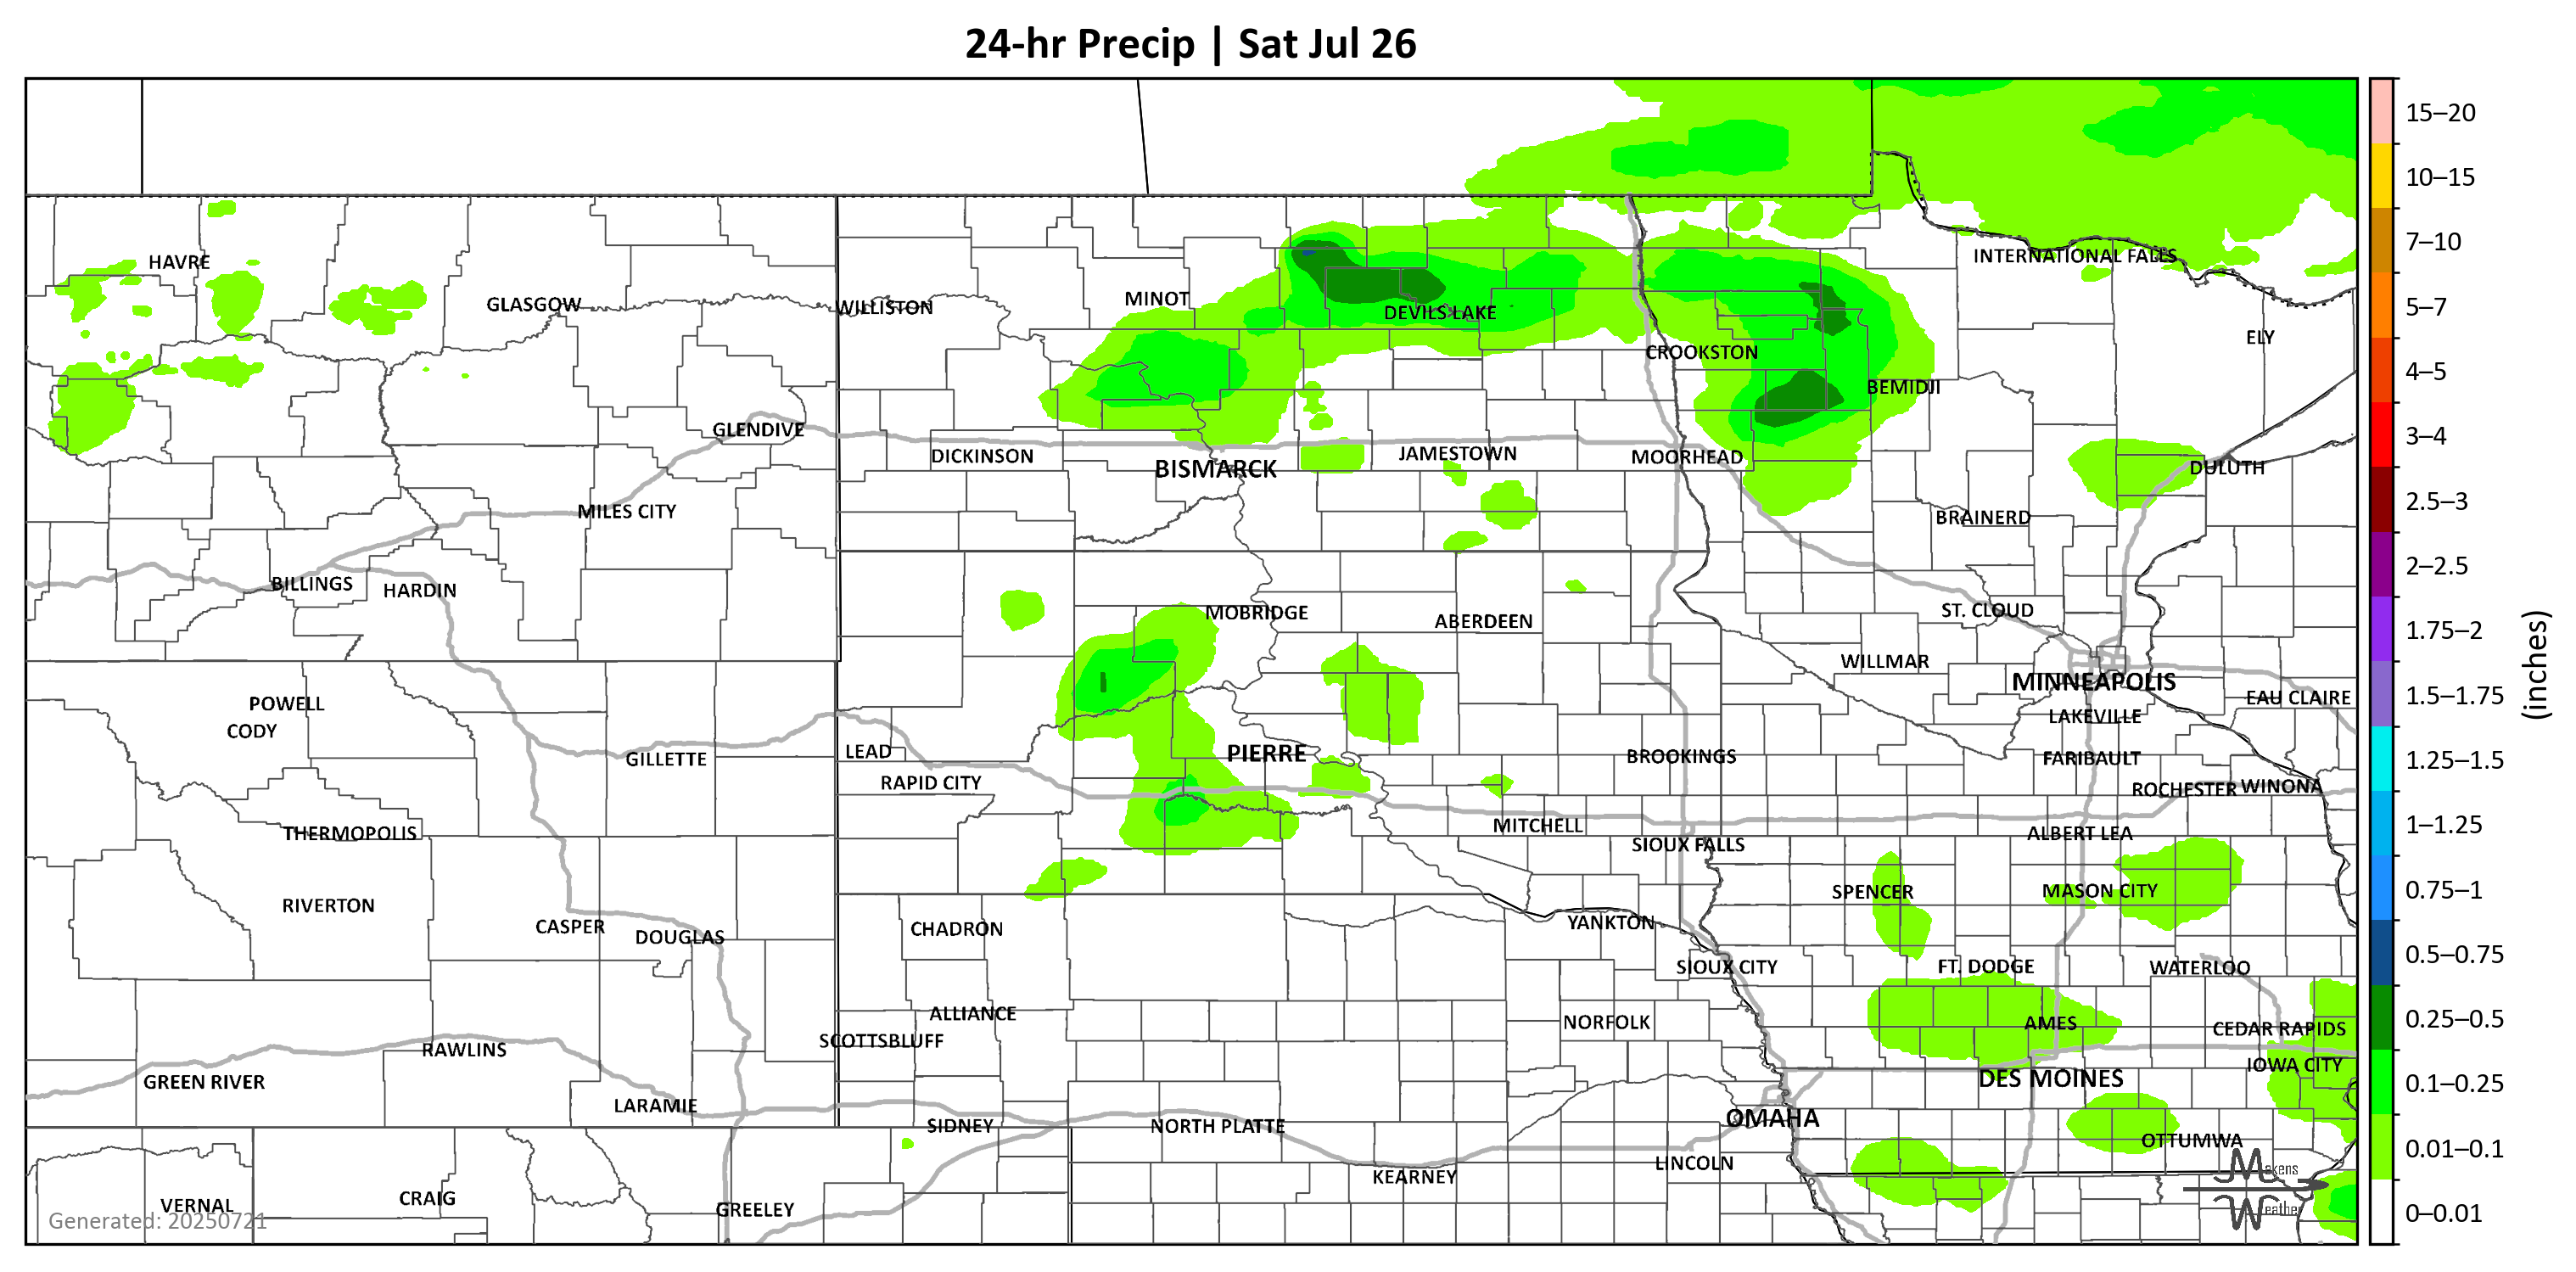 24-hr Precip | Sat Jul 26
15–20
10–15
7–10
5–7
4–5
3–4
2.5–3
2–2.5
1.75–2
1.5–1.75
1.25–1.5
1–1.25
0.75–1
0.5–0.75
0.25–0.5
0.1–0.25
0.01–0.1
0–0.01
(inches)
INTERNATIONAL FALLS
HAVRE
GLASGOW
WILLISTON
MINOT
DEVILS LAKE
ELY
CROOKSTON
BEMIDJI
GLENDIVE
DICKINSON
BISMARCK
JAMESTOWN
MOORHEAD
DULUTH
MILES CITY
BRAINERD
BILLINGS
HARDIN
MOBRIDGE
ABERDEEN
ST. CLOUD
WILLMAR
MINNEAPOLIS
EAU CLAIRE
POWELL
CODY
LAKEVILLE
GILLETTE
LEAD
PIERRE
BROOKINGS
FARIBAULT
RAPID CITY
ROCHESTER
WINONA
THERMOPOLIS
MITCHELL
SIOUX FALLS
ALBERT LEA
RIVERTON
SPENCER
MASON CITY
CASPER
DOUGLAS
CHADRON
YANKTON
SIOUX CITY
FT. DODGE
WATERLOO
ALLIANCE
SCOTTSBLUFF
NORFOLK
AMES
CEDAR RAPIDS
RAWLINS
GREEN RIVER
IOWA CITY
DES MOINES
LARAMIE
SIDNEY
NORTH PLATTE
OMAHA
OTTUMWA
LINCOLN
KEARNEY
VERNAL
CRAIG
GREELEY
Generated: 20250721
Makens
Weather